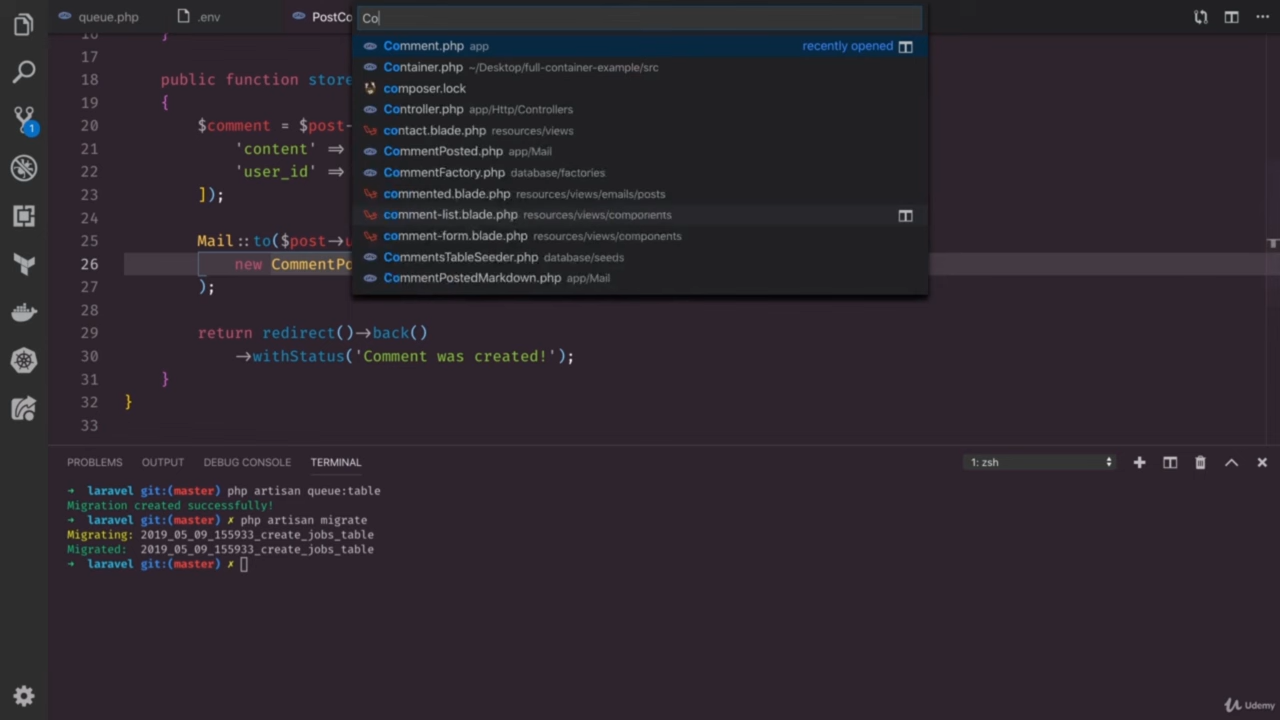 queue.php
.env
PostCo
Co
Comment.php app
recently opened
Container.php ~/Desktop/full-container-example/src
composer.lock
Controller.php app/Http/Controllers
contact.blade.php resources/views
CommentPosted.php app/Mail
CommentFactory.php database/factories
commented.blade.php resources/views/emails/posts
comment-list.blade.php resources/views/components
comment-form.blade.php resources/views/components
CommentsTableSeeder.php database/seeds
CommentPostedMarkdown.php app/Mail
16 }
17
18 public function store
19 {
20 $comment = $post
21 'content' ⇒
22 'user_id' ⇒
23 ]);
24
25 Mail::to($post→u
26 new CommentPo
27 );
28
29 return redirect()→back()
30 →withStatus('Comment was created!');
31 }
32 }
33
1
PROBLEMS OUTPUT DEBUG CONSOLE TERMINAL
1: zsh
→ laravel git:(master) php artisan queue:table
Migration created successfully!
→ laravel git:(master) ✗ php artisan migrate
Migrating: 2019_05_09_155933_create_jobs_table
Migrated: 2019_05_09_155933_create_jobs_table
→ laravel git:(master) ✗
Udemy